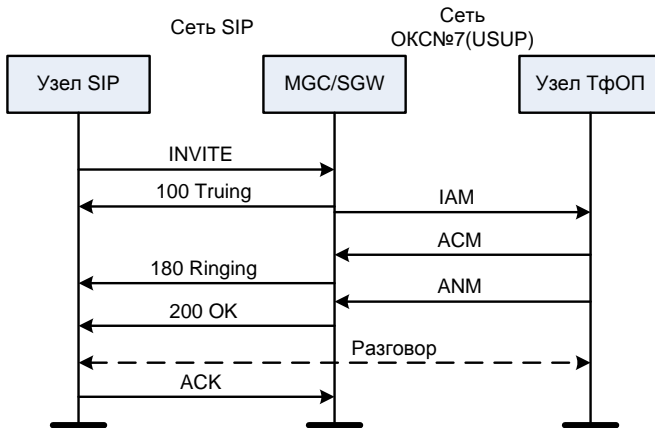 Сеть SIP
Сеть
ОКС№7(USUP)
Узел SIP
MGC/SGW
Узел ТфОП
INVITE
100 Truing
IAM
ACM
180 Ringing
ANM
200 OK
Разговор
ACK